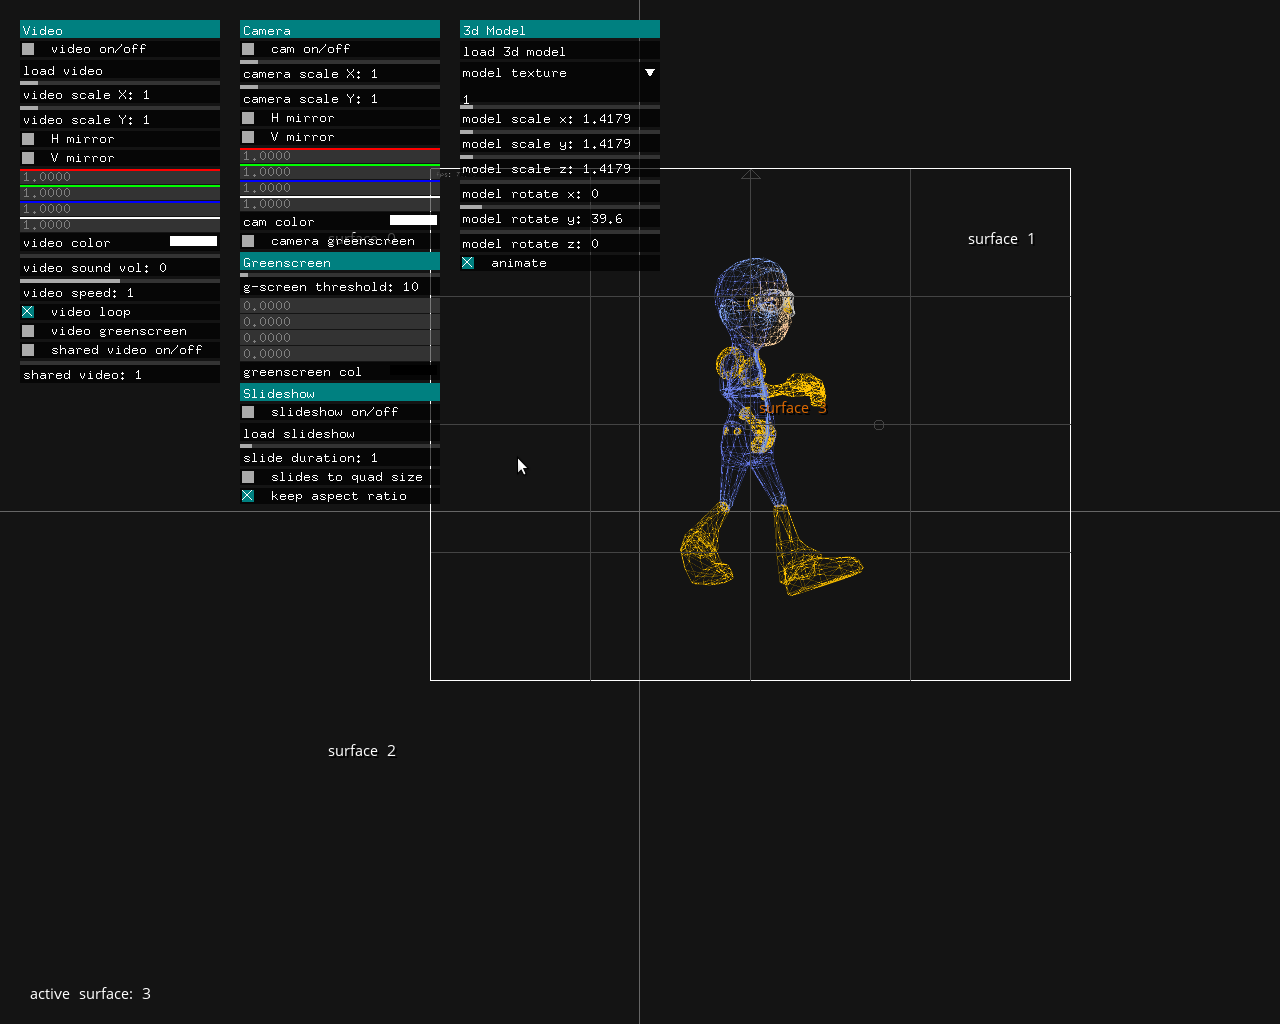 Video
video on/off
load video
video scale X: 1
video scale Y: 1
H mirror
V mirror
1.0000
1.0000
1.0000
1.0000
video color
video sound vol: 0
video speed: 1
video loop
video greenscreen
shared video on/off
shared video: 1
Camera
cam on/off
camera scale X: 1
camera scale Y: 1
H mirror
V mirror
1.0000
1.0000
1.0000
1.0000
cam color
surface 0
camera greenscreen
Greenscreen
g-screen threshold: 10
0.0000
0.0000
0.0000
0.0000
greenscreen col
Slideshow
slideshow on/off
load slideshow
slide duration: 1
slides to quad size
keep aspect ratio
3d Model
load 3d model
model texture
1
model scale x: 1.4179
model scale y: 1.4179
model scale z: 1.4179
model rotate x: 0
model rotate y: 39.6
model rotate z: 0
animate
surface 1
surface 3
surface 2
active surface: 3